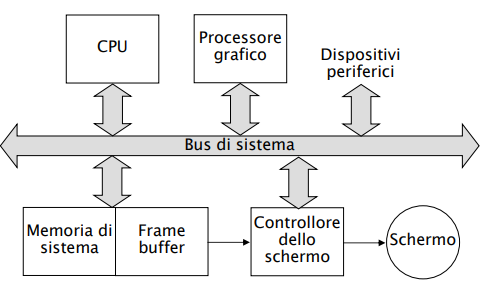 CPU
Processore
grafico
Dispositivi
periferici
Bus di sistema
Memoria di
sistema
Frame
buffer
Controllore
dello
schermo
Schermo